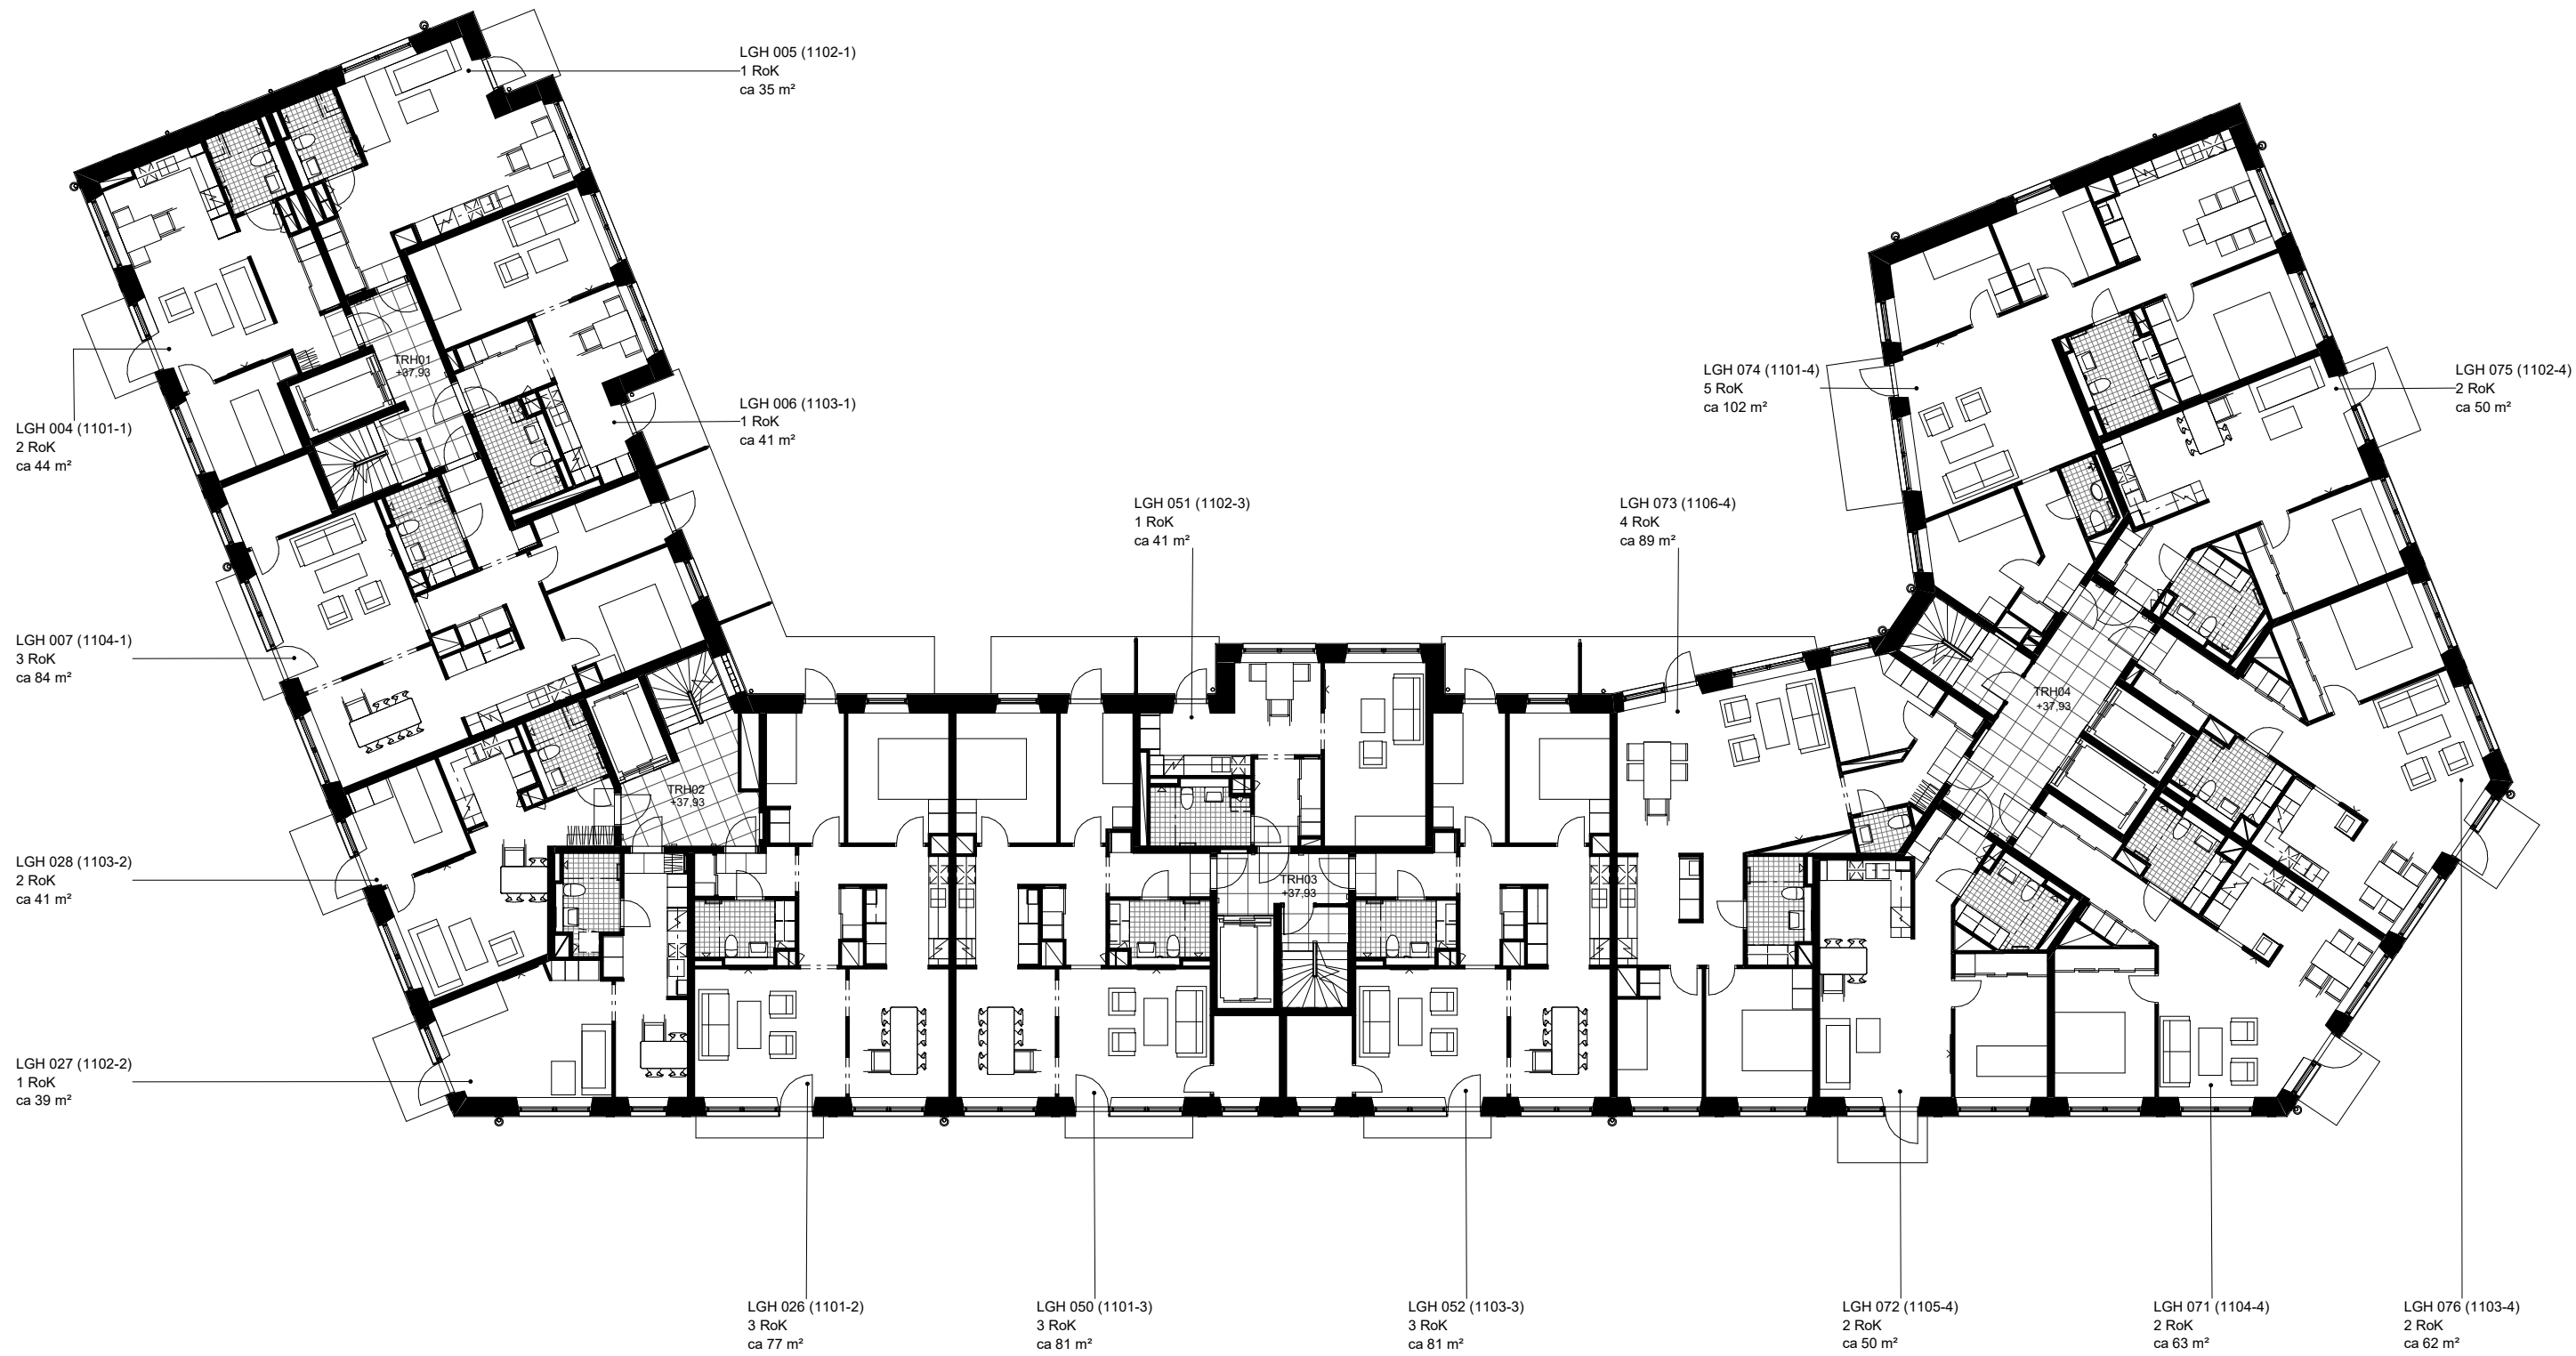 LGH 005 (1102-1)
1 RoK
ca 35 m²
TRH01
+37,93
LGH 074 (1101-4)
5 RoK
ca 102 m²
LGH 075 (1102-4)
2 RoK
ca 50 m²
LGH 006 (1103-1)
1 RoK
ca 41 m²
LGH 004 (1101-1)
2 RoK
ca 44 m²
LGH 051 (1102-3)
1 RoK
ca 41 m²
LGH 073 (1106-4)
4 RoK
ca 89 m²
LGH 007 (1104-1)
3 RoK
ca 84 m²
TRH04
+37,93
TRH02
+37,93
LGH 028 (1103-2)
2 RoK
ca 41 m²
TRH03
+37,93
LGH 027 (1102-2)
1 RoK
ca 39 m²
LGH 026 (1101-2)
3 RoK
ca 77 m²
LGH 050 (1101-3)
3 RoK
ca 81 m²
LGH 052 (1103-3)
3 RoK
ca 81 m²
LGH 072 (1105-4)
2 RoK
ca 50 m²
LGH 071 (1104-4)
2 RoK
ca 63 m²
LGH 076 (1103-4)
2 RoK
ca 62 m²